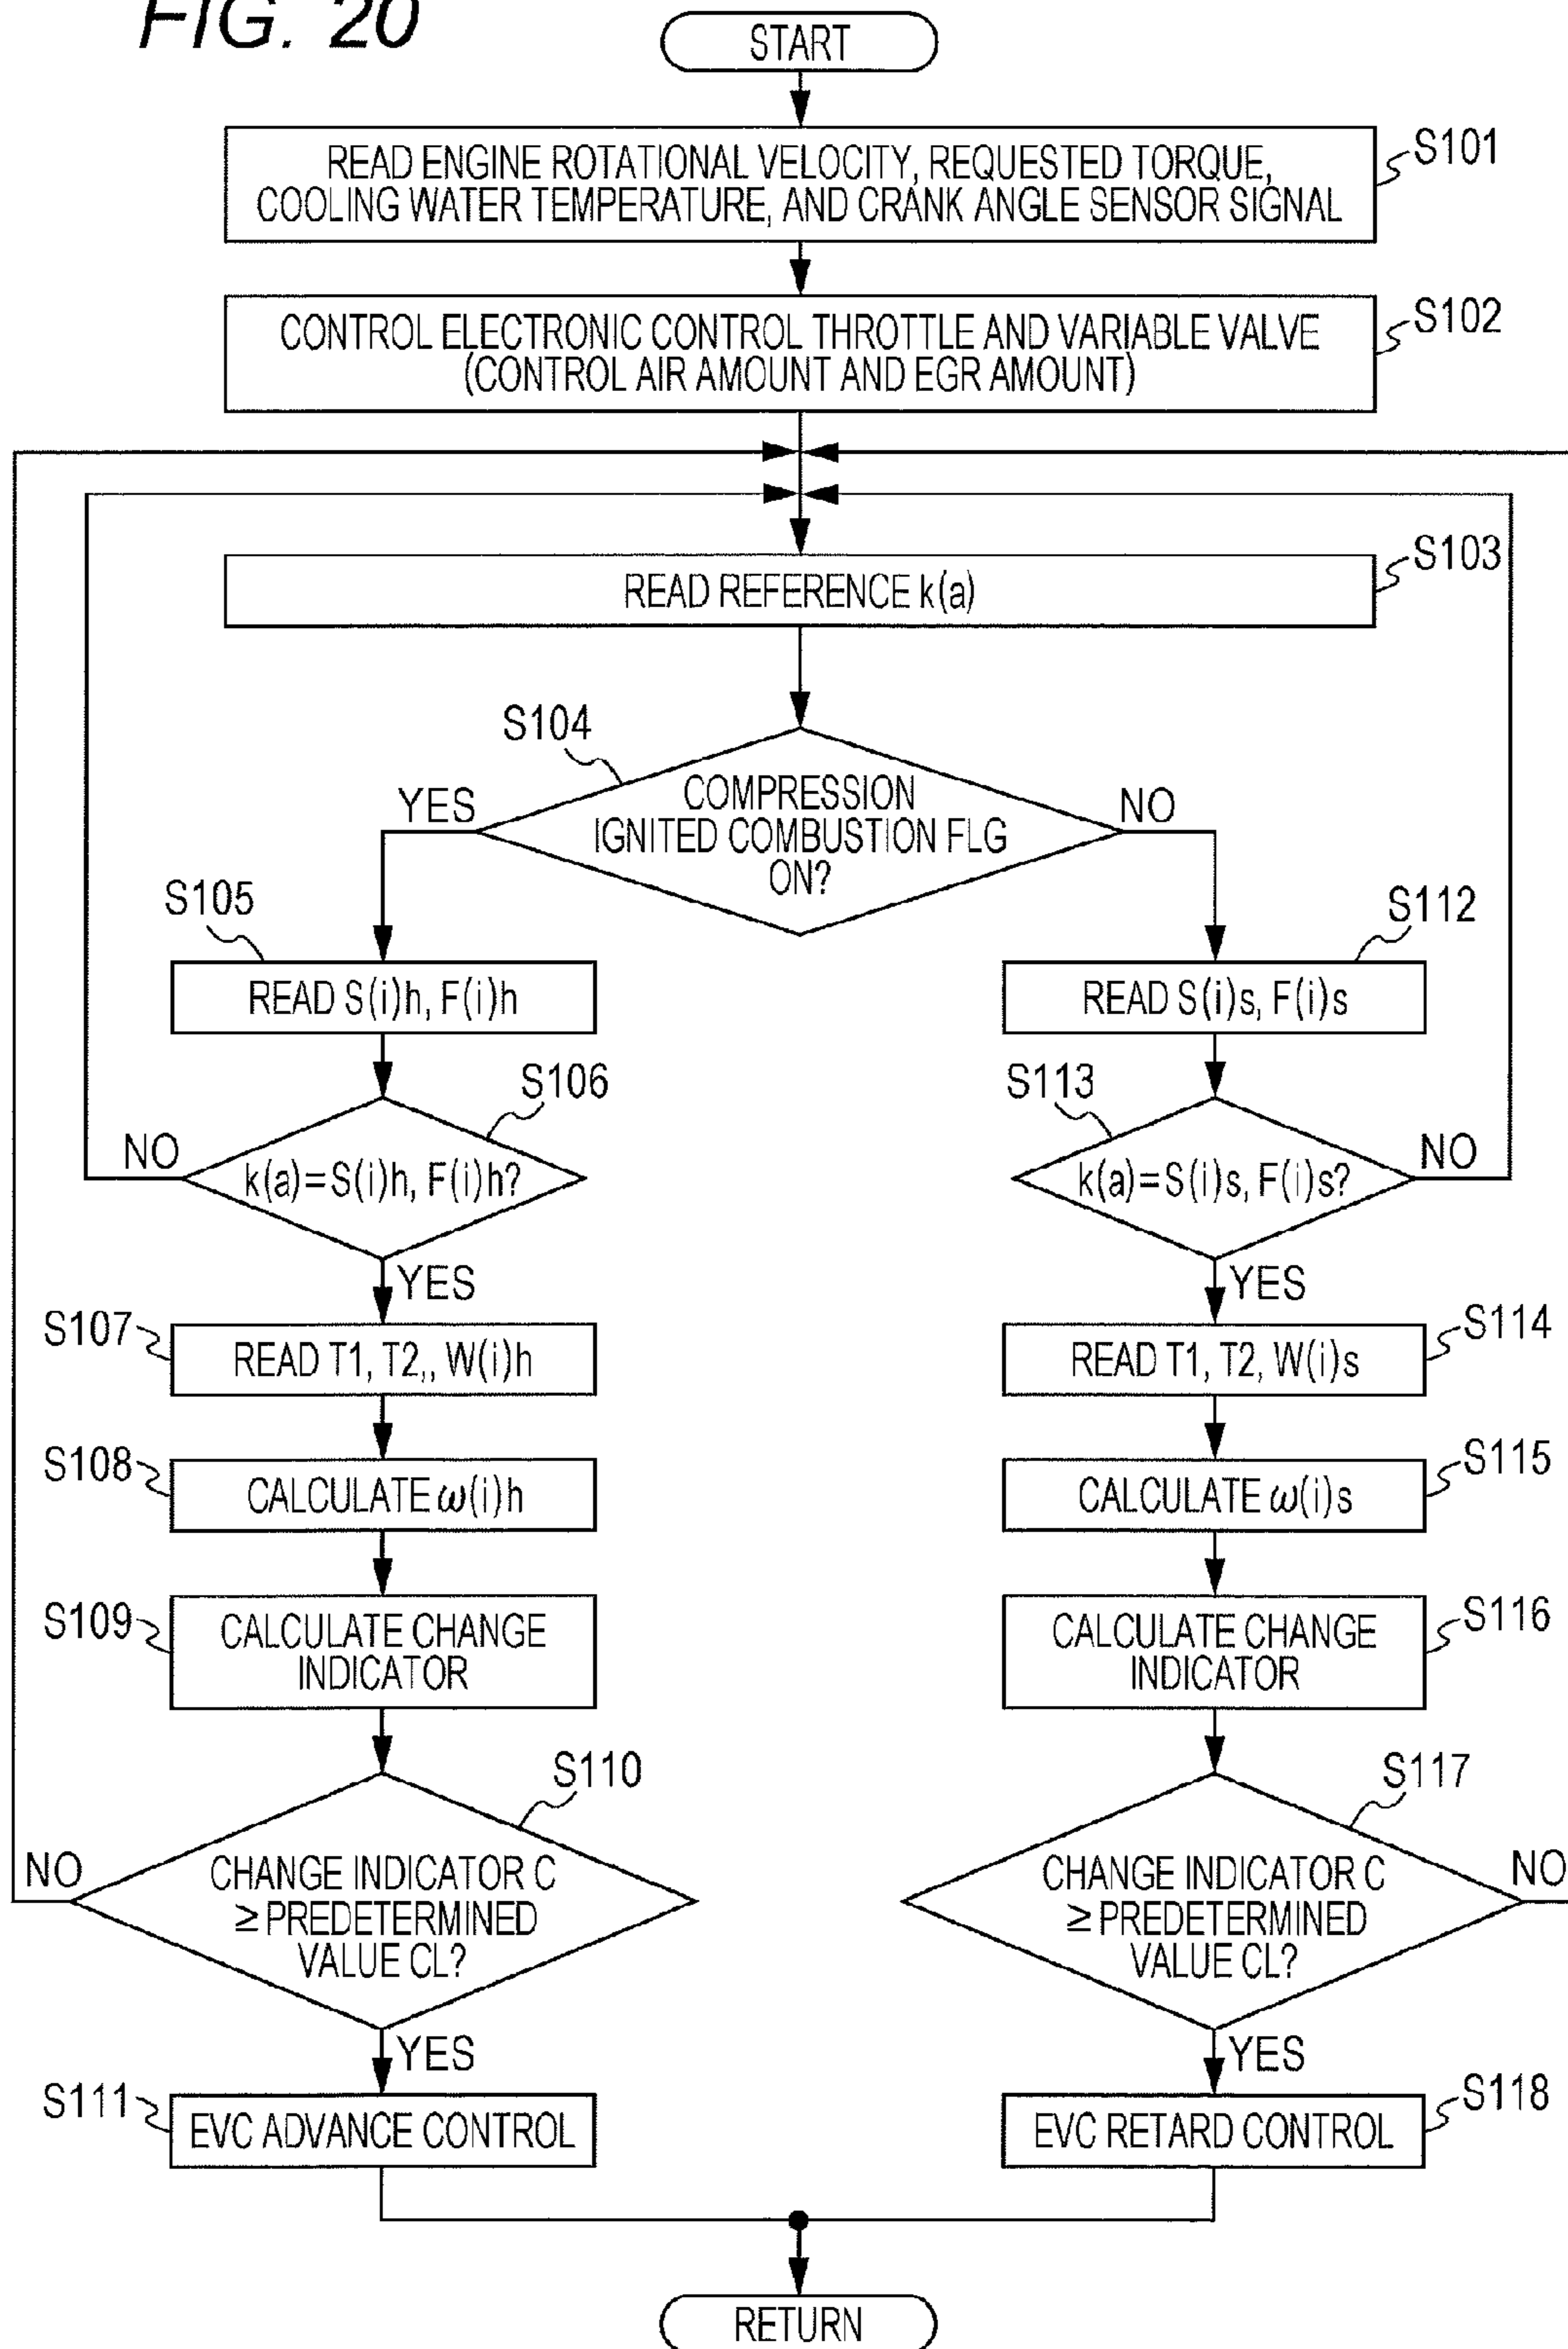 FIG. 20
START
READ ENGINE ROTATIONAL VELOCITY, REQUESTED TORQUE,
COOLING WATER TEMPERATURE, AND CRANK ANGLE SENSOR SIGNAL
S101
CONTROL ELECTRONIC CONTROL THROTTLE AND VARIABLE VALVE
(CONTROL AIR AMOUNT AND EGR AMOUNT)
S102
READ REFERENCE k(a)
S103
S104
COMPRESSION
IGNITED COMBUSTION FLG
ON?
YES
NO
S105
READ S(i)h, F(i)h
S106
k(a)=S(i)h, F(i)h?
NO
YES
S107
READ T1, T2,, W(i)h
S108
CALCULATE ω(i)h
S109
CALCULATE CHANGE
INDICATOR
S110
CHANGE INDICATOR C
≥ PREDETERMINED
VALUE CL?
NO
YES
S111
EVC ADVANCE CONTROL
S112
READ S(i)s, F(i)s
S113
k(a)=S(i)s, F(i)s?
NO
YES
READ T1, T2, W(i)s
S114
CALCULATE ω(i)s
S115
CALCULATE CHANGE
INDICATOR
S116
S117
CHANGE INDICATOR C
≥ PREDETERMINED
VALUE CL?
NO
YES
EVC RETARD CONTROL
S118
RETURN